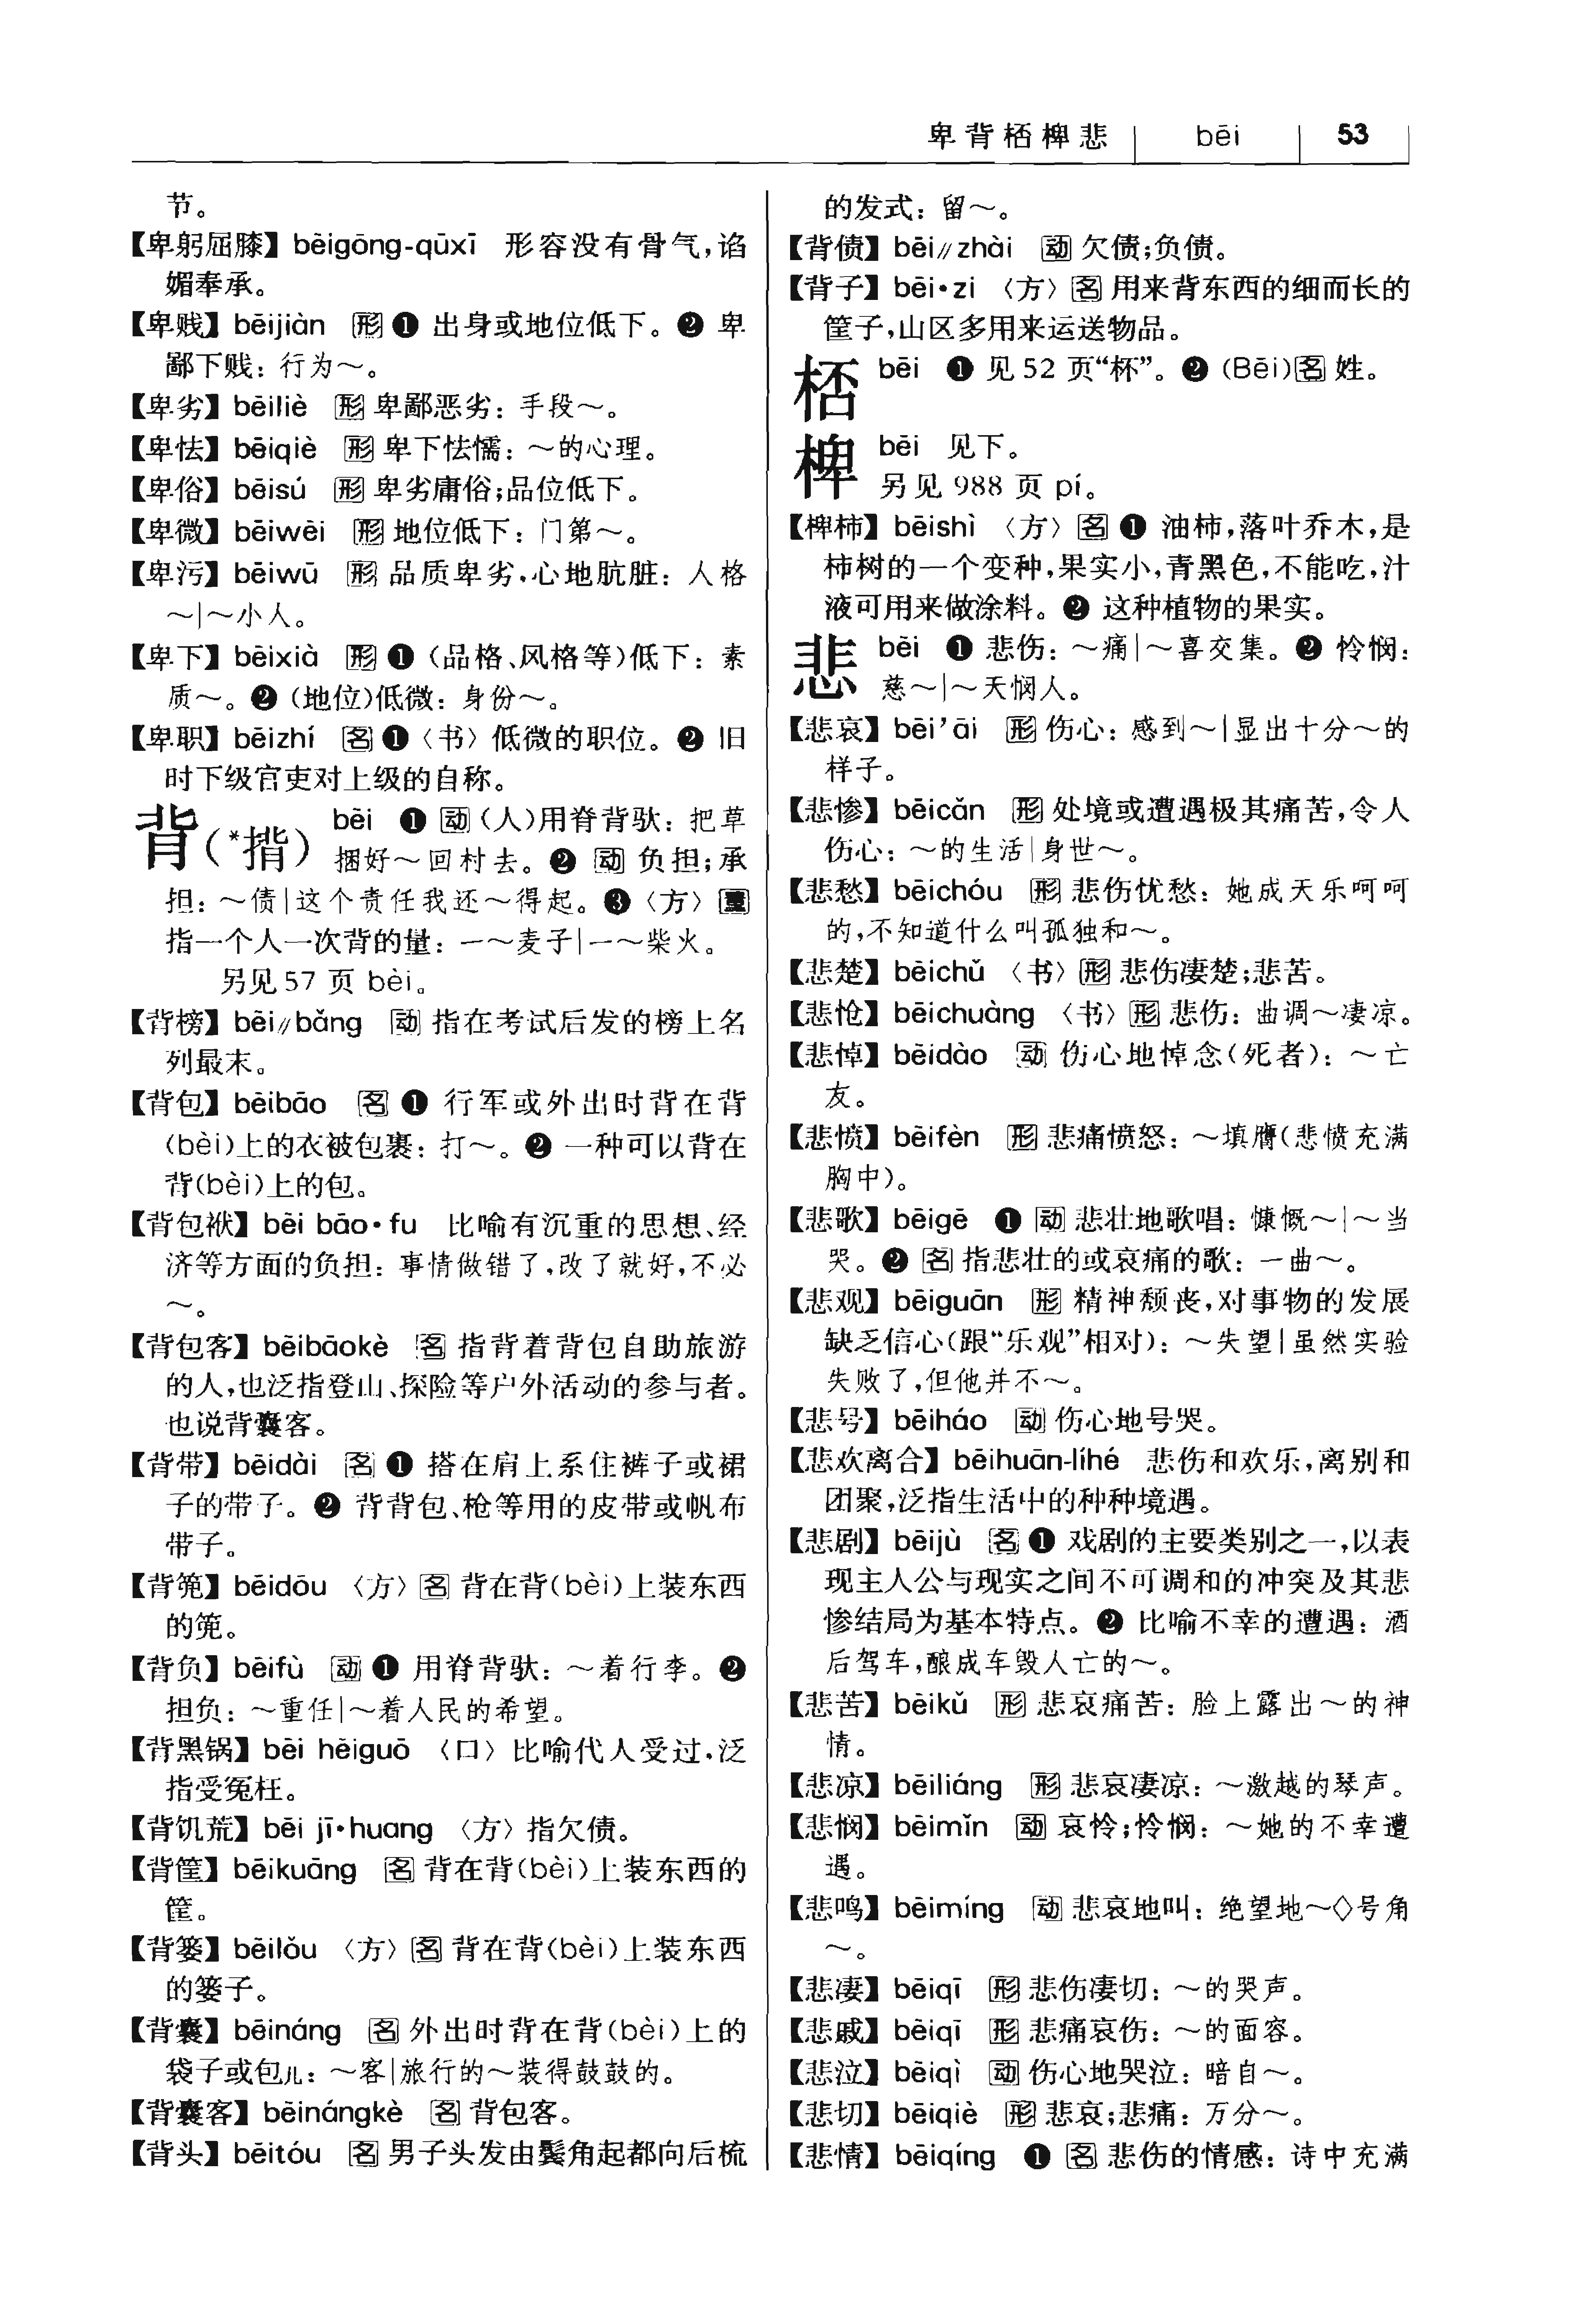 卑背桮椑悲 bēi 53
节。
【卑躬屈膝】bēigōng-qūxī 形容没有骨气,谄
媚奉承。
【卑贱】bēijiàn 形 ❶ 出身或地位低下。❷ 卑
鄙下贱：行为～。
【卑劣】bēiliè 形 卑鄙恶劣：手段～。
【卑怯】bēiqiè 形 卑下怯懦：～的心理。
【卑俗】bēisú 形 卑劣庸俗;品位低下。
【卑微】bēiwēi 形 地位低下：门第～。
【卑污】bēiwū 形 品质卑劣,心地肮脏：人格
～|～小人。
【卑下】bēixià 形 ❶ (品格、风格等)低下：素
质～。❷ (地位)低微：身份～。
【卑职】bēizhí 名 ❶〈书〉低微的职位。❷ 旧
时下级官吏对上级的自称。
背(*揹) bēi ❶ 动 (人)用脊背驮：把草
捆好～回村去。❷ 动 负担;承
担：～债|这个责任我还～得起。❸〈方〉量
指一个人一次背的量：一～麦子|一～柴火。
另见 57 页 bèi。
【背榜】bēi∥bǎng 动 指在考试后发的榜上名
列最末。
【背包】bēibāo 名 ❶ 行军或外出时背在背
(bèi)上的衣被包裹：打～。❷ 一种可以背在
背(bèi)上的包。
【背包袱】bēi bāo•fu 比喻有沉重的思想、经
济等方面的负担：事情做错了,改了就好,不必
～。
【背包客】bēibāokè 名 指背着背包自助旅游
的人,也泛指登山、探险等户外活动的参与者。
也说背囊客。
【背带】bēidài 名 ❶ 搭在肩上系住裤子或裙
子的带子。❷ 背背包、枪等用的皮带或帆布
带子。
【背篼】bēidōu 〈方〉名 背在背(bèi)上装东西
的篼。
【背负】bēifù 动 ❶ 用脊背驮：～着行李。❷
担负：～重任|～着人民的希望。
【背黑锅】bēi hēiguō 〈口〉比喻代人受过,泛
指受冤枉。
【背饥荒】bēi jī•huang 〈方〉指欠债。
【背筐】bēikuāng 名 背在背(bèi)上装东西的
筐。
【背篓】bēilǒu 〈方〉名 背在背(bèi)上装东西
的篓子。
【背囊】bēináng 名 外出时背在背(bèi)上的
袋子或包儿：～客|旅行的～装得鼓鼓的。
【背囊客】bēinángkè 名 背包客。
【背头】bēitóu 名 男子头发由鬓角起都向后梳
的发式：留～。
【背债】bēi∥zhài 动 欠债;负债。
【背子】bēi•zi 〈方〉名 用来背东西的细而长的
筐子,山区多用来运送物品。
桮 bēi ❶ 见 52 页“杯”。❷ (Bēi)名 姓。
椑 bēi 见下。
另见 988 页 pí。
【椑柿】bēishì 〈方〉名 ❶ 油柿,落叶乔木,是
柿树的一个变种,果实小,青黑色,不能吃,汁
液可用来做涂料。❷ 这种植物的果实。
悲 bēi ❶ 悲伤：～痛|～喜交集。❷ 怜悯：
慈～|～天悯人。
【悲哀】bēi’āi 形 伤心：感到～|显出十分～的
样子。
【悲惨】bēicǎn 形 处境或遭遇极其痛苦,令人
伤心：～的生活|身世～。
【悲愁】bēichóu 形 悲伤忧愁：她成天乐呵呵
的,不知道什么叫孤独和～。
【悲楚】bēichǔ 〈书〉形 悲伤凄楚;悲苦。
【悲怆】bēichuàng 〈书〉形 悲伤：曲调～凄凉。
【悲悼】bēidào 动 伤心地悼念(死者)：～亡
友。
【悲愤】bēifèn 形 悲痛愤怒：～填膺(悲愤充满
胸中)。
【悲歌】bēigē ❶ 动 悲壮地歌唱：慷慨～|～当
哭。❷ 名 指悲壮的或哀痛的歌：一曲～。
【悲观】bēiguān 形 精神颓丧,对事物的发展
缺乏信心(跟“乐观”相对)：～失望|虽然实验
失败了,但他并不～。
【悲号】bēiháo 动 伤心地号哭。
【悲欢离合】bēihuān-líhé 悲伤和欢乐,离别和
团聚,泛指生活中的种种境遇。
【悲剧】bēijù 名 ❶ 戏剧的主要类别之一,以表
现主人公与现实之间不可调和的冲突及其悲
惨结局为基本特点。❷ 比喻不幸的遭遇：酒
后驾车,酿成车毁人亡的～。
【悲苦】bēikǔ 形 悲哀痛苦：脸上露出～的神
情。
【悲凉】bēiliáng 形 悲哀凄凉：～激越的琴声。
【悲悯】bēimǐn 动 哀怜;怜悯：～她的不幸遭
遇。
【悲鸣】bēimíng 动 悲哀地叫：绝望地～◇号角
～。
【悲凄】bēiqī 形 悲伤凄切：～的哭声。
【悲戚】bēiqī 形 悲痛哀伤：～的面容。
【悲泣】bēiqì 动 伤心地哭泣：暗自～。
【悲切】bēiqiè 形 悲哀;悲痛：万分～。
【悲情】bēiqíng ❶ 名 悲伤的情感：诗中充满